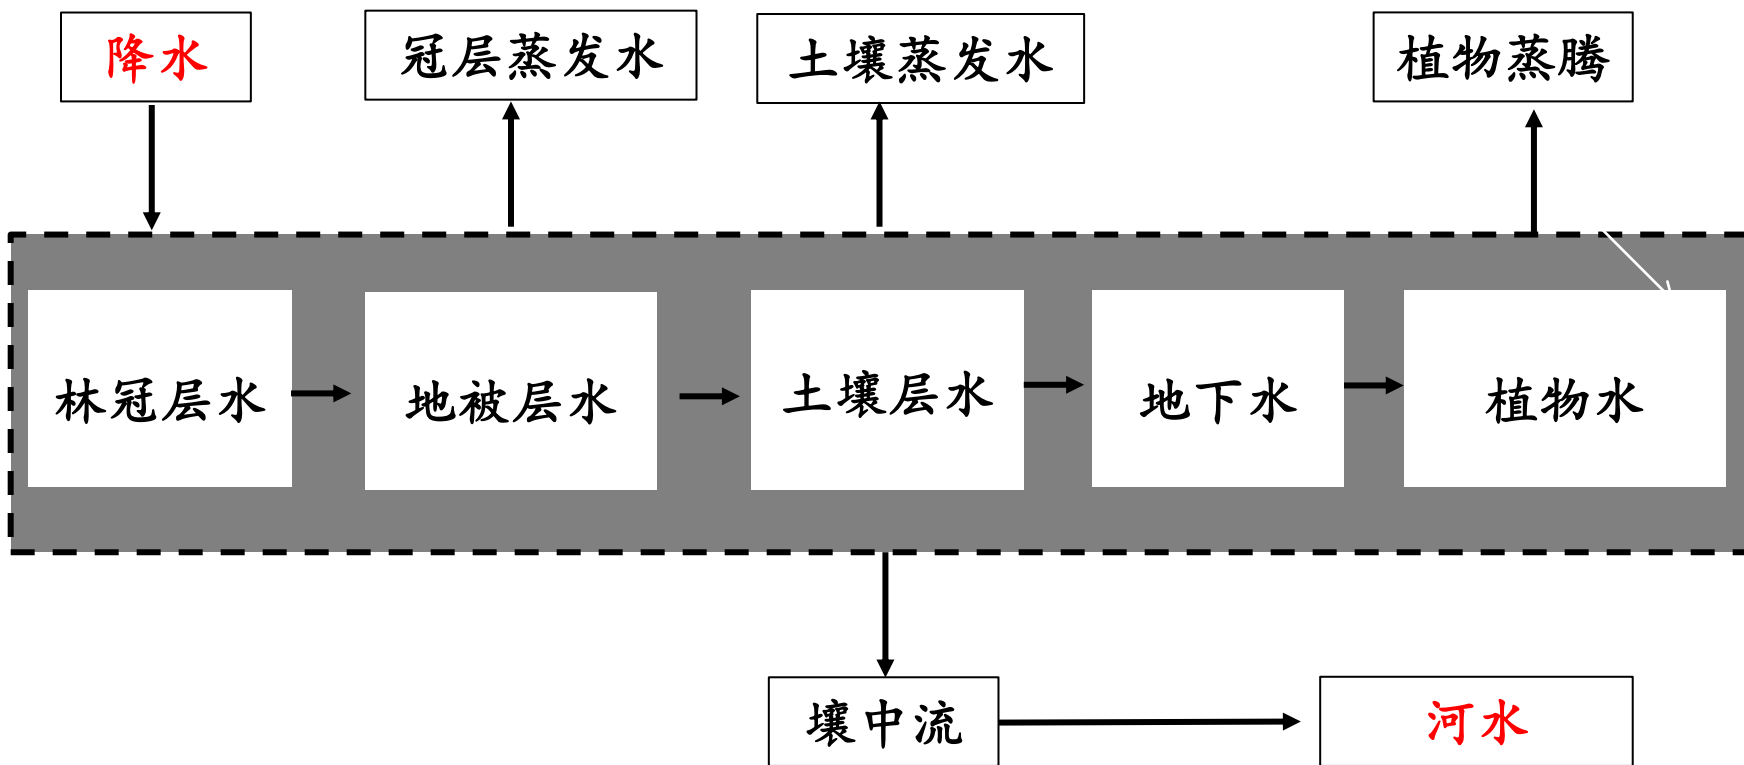 降水
冠层蒸发水
土壤蒸发水
植物蒸腾
林冠层水
地被层水
土壤层水
地下水
植物水
壤中流
河水